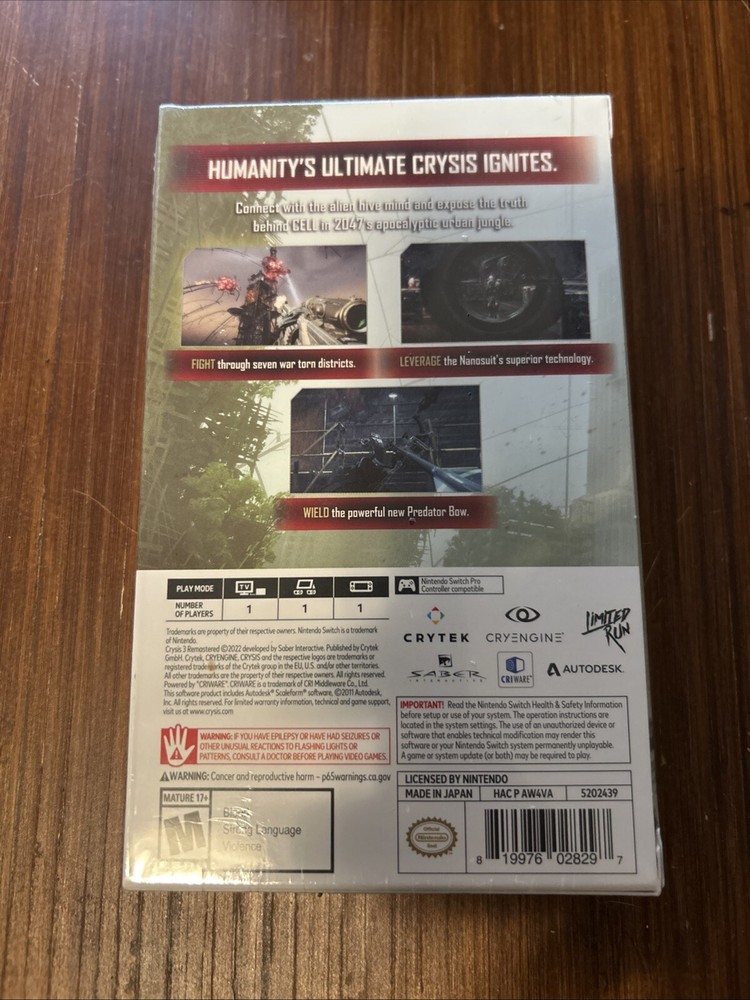 HUMANITY'S ULTIMATE CRYSIS IGNITES.
Connect with the alien hive mind and expose the truth
behind CELL in 2047's apocalyptic urban jungle.
FIGHT through seven war torn districts.
LEVERAGE the Nanosuit's superior technology.
WIELD the powerful new Predator Bow.
PLAY MODE
TV
NUMBER
OF PLAYERS
1
1
1
Nintendo Switch Pro
Controller compatible
Trademarks are property of their respective owners. Nintendo Switch is a trademark
of Nintendo.
Crysis 3 Remastered ©2022 developed by Saber Interactive. Published by Crytek
GmbH. Crytek, CRYENGINE, CRYSIS and the respective logos are trademarks or
registered trademarks of the Crytek group in the EU, U.S. and/or other territories.
All other trademarks are the property of their respective owners. All rights reserved.
Powered by "CRIWARE". CRIWARE is a trademark of CRI Middleware Co., Ltd.
This software product includes Autodesk® Scaleform® software, ©2011 Autodesk,
Inc. All rights reserved. For limited warranty information, technical and game support,
visit us at www.crysis.com
CRYTEK
CRYENGINE
LIMITED
RUN
SABER
INTERACTIVE
CRIWARE
AUTODESK
WARNING: IF YOU HAVE EPILEPSY OR HAVE HAD SEIZURES OR
OTHER UNUSUAL REACTIONS TO FLASHING LIGHTS OR
PATTERNS, CONSULT A DOCTOR BEFORE PLAYING VIDEO GAMES.
WARNING: Cancer and reproductive harm – p65warnings.ca.gov
IMPORTANT! Read the Nintendo Switch Health & Safety Information
before setup or use of your system. The operation instructions are
located in the system settings. The use of an unauthorized device or
software that enables technical modification may render this
software or your Nintendo Switch system permanently unplayable.
A game or system update (or both) may be required to play.
MATURE 17+
M
Blood
Strong Language
Violence
LICENSED BY NINTENDO
MADE IN JAPAN
HAC P AW4VA
5202439
Official
Nintendo
Seal
8 19976 02829 7